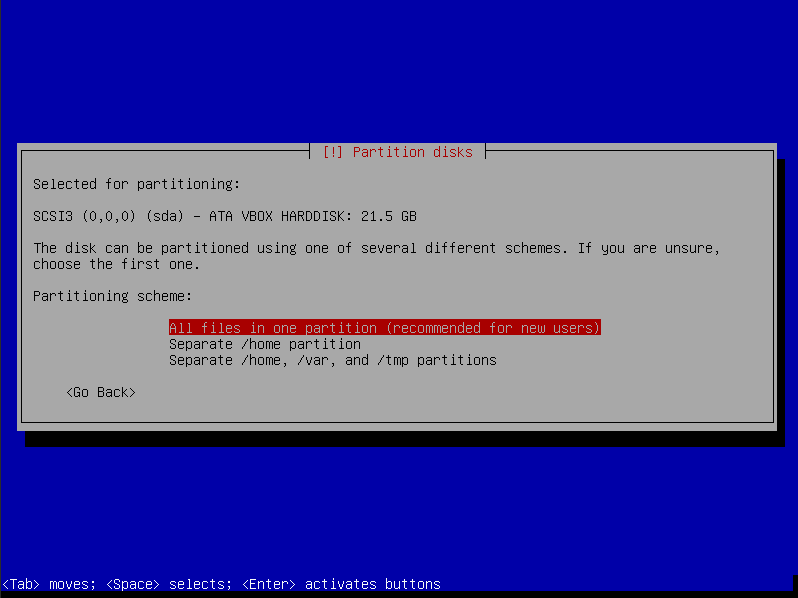 [!] Partition disks
Selected for partitioning:
SCSI3 (0,0,0) (sda) - ATA VBOX HARDDISK: 21.5 GB
The disk can be partitioned using one of several different schemes. If you are unsure,
choose the first one.
Partitioning scheme:
All files in one partition (recommended for new users)
Separate /home partition
Separate /home, /var, and /tmp partitions
<Go Back>
<Tab> moves; <Space> selects; <Enter> activates buttons